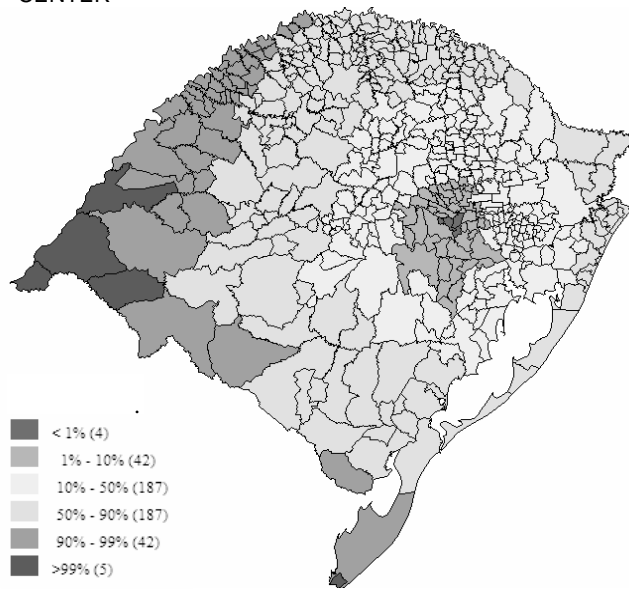 CENTER
.
< 1% (4)
1% - 10% (42)
10% - 50% (187)
50% - 90% (187)
90% - 99% (42)
>99% (5)